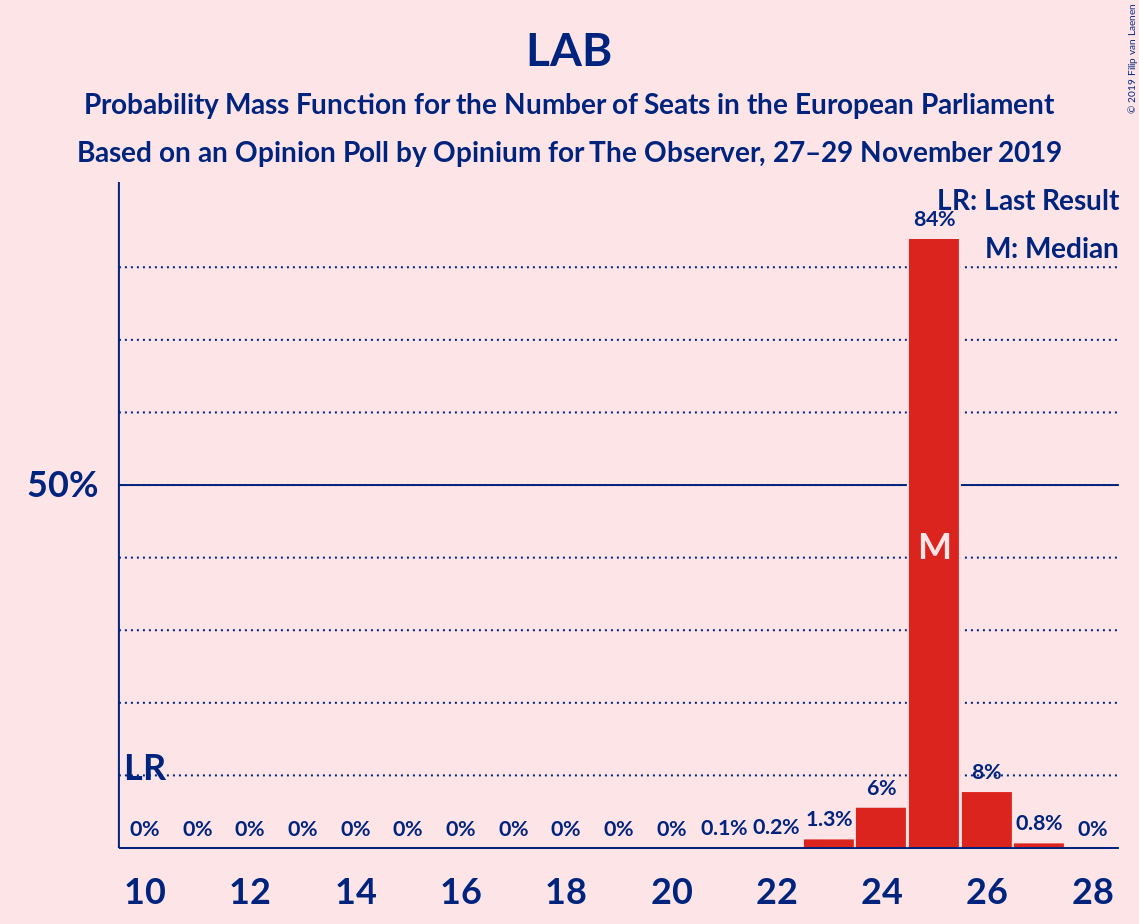 © 2019 Filip van Laenen
LAB
Probability Mass Function for the Number of Seats in the European Parliament
Based on an Opinion Poll by Opinium for The Observer, 27–29 November 2019
LR: Last Result
84%
M: Median
50%
M
LR
0% 0% 0% 0% 0% 0% 0% 0% 0% 0% 0% 0.1% 0.2% 1.3% 6% 8% 0.8% 0%
10 12 14 16 18 20 22 24 26 28